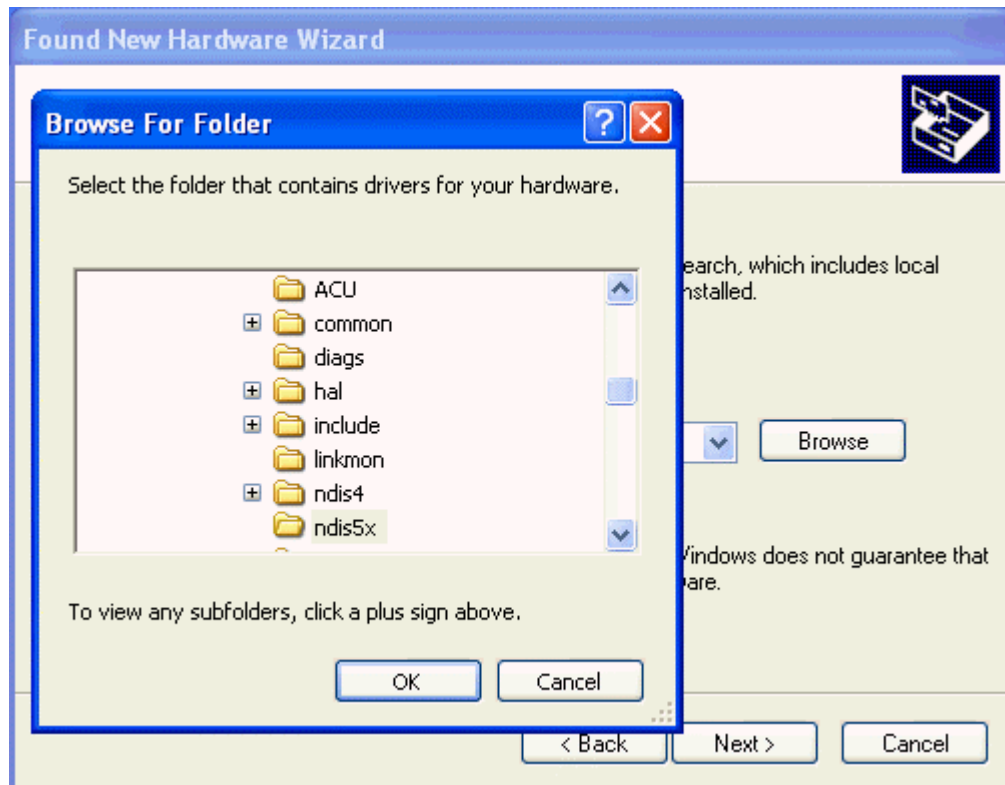 Found New Hardware Wizard
Browse For Folder
Select the folder that contains drivers for your hardware.
ACU
common
diags
hal
include
linkmon
ndis4
ndis5x
To view any subfolders, click a plus sign above.
OK Cancel
earch, which includes local
nstalled.
Browse
Windows does not guarantee that
are.
< Back Next > Cancel